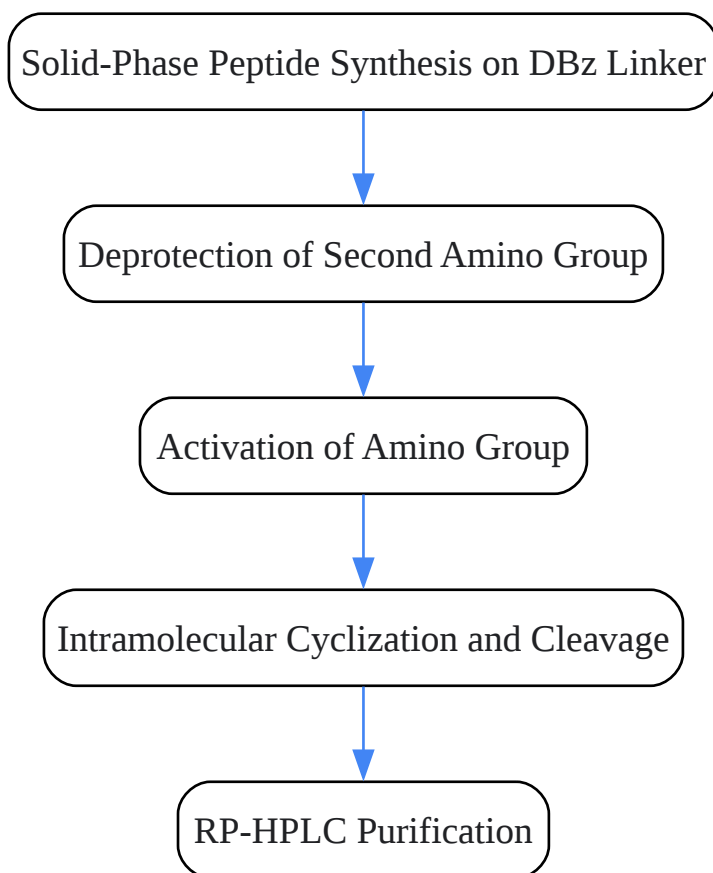 Solid-Phase Peptide Synthesis on DBz Linker
Deprotection of Second Amino Group
Activation of Amino Group
Intramolecular Cyclization and Cleavage
RP-HPLC Purification